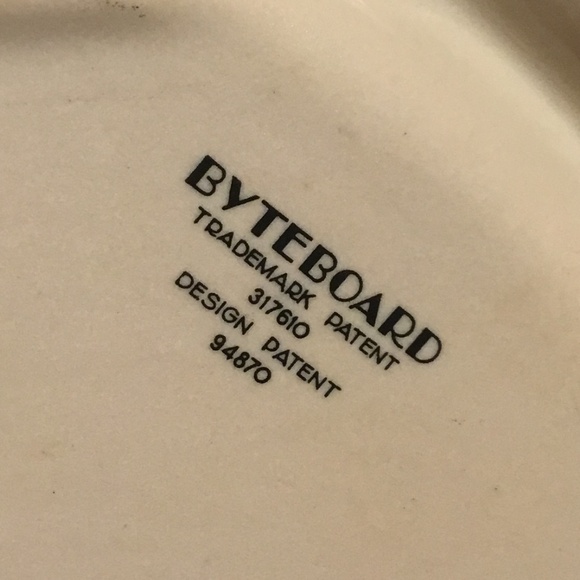 BYTEBOARD
TRADEMARK PATENT
317610
DESIGN PATENT
94870